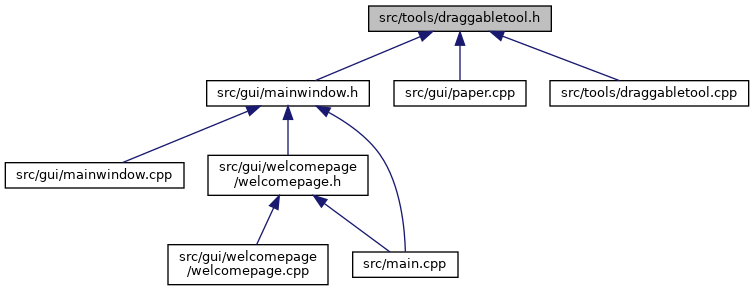 src/tools/draggabletool.h
src/gui/mainwindow.h
src/gui/paper.cpp
src/tools/draggabletool.cpp
src/gui/mainwindow.cpp
src/gui/welcomepage
/welcomepage.h
src/gui/welcomepage
/welcomepage.cpp
src/main.cpp